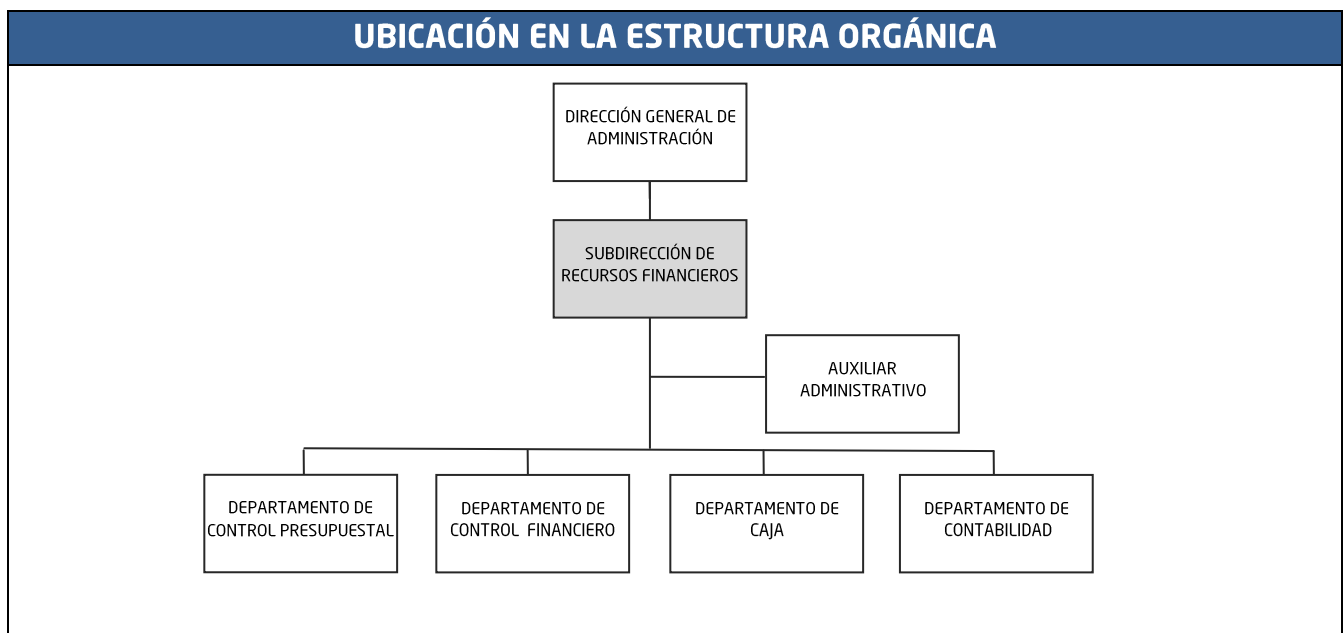 UBICACIÓN EN LA ESTRUCTURA ORGÁNICA
DIRECCIÓN GENERAL DE
ADMINISTRACIÓN
SUBDIRECCIÓN DE
RECURSOS FINANCIEROS
AUXILIAR
ADMINISTRATIVO
DEPARTAMENTO DE
CONTROL PRESUPUESTAL
DEPARTAMENTO DE
CONTROL FINANCIERO
DEPARTAMENTO DE
CAJA
DEPARTAMENTO DE
CONTABILIDAD